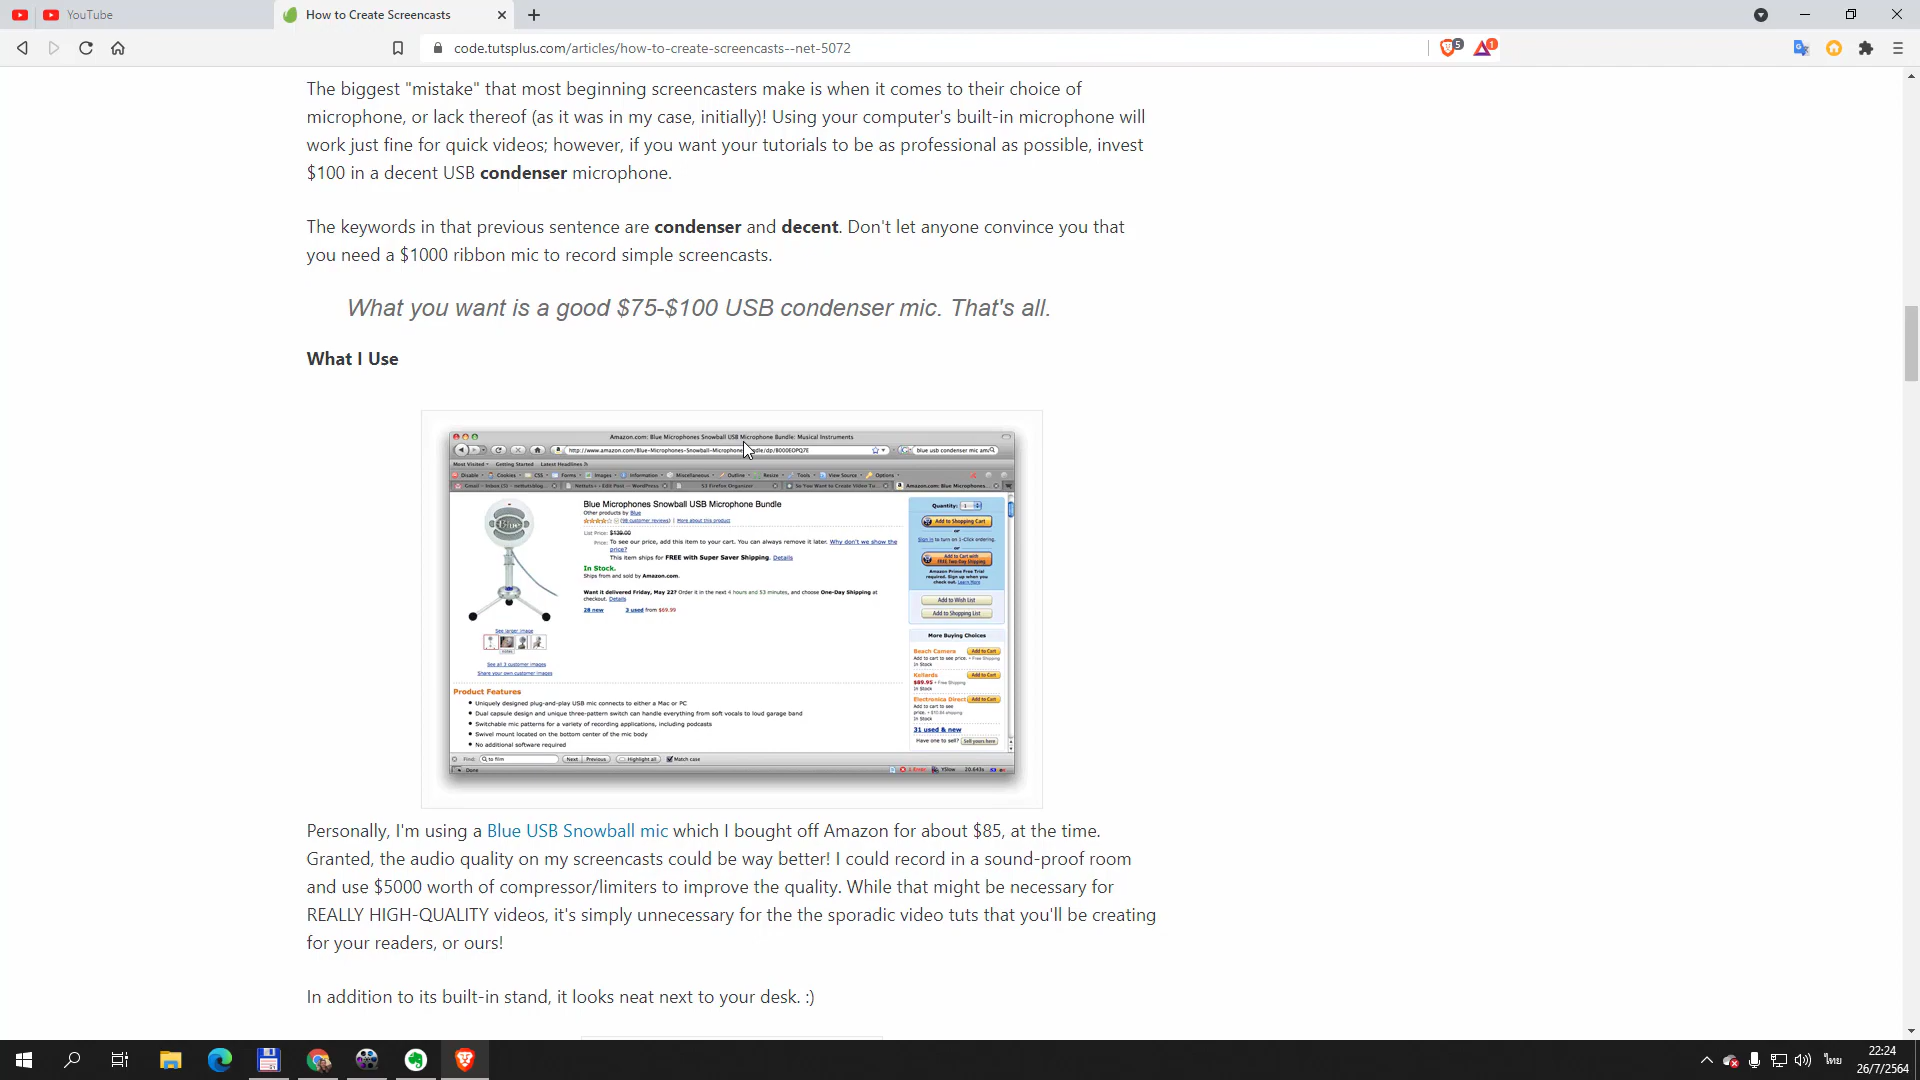 YouTube
How to Create Screencasts
code.tutsplus.com/articles/how-to-create-screencasts--net-5072
5
1
The biggest "mistake" that most beginning screencasters make is when it comes to their choice of
microphone, or lack thereof (as it was in my case, initially)! Using your computer's built-in microphone will
work just fine for quick videos; however, if you want your tutorials to be as professional as possible, invest
$100 in a decent USB condenser microphone.
The keywords in that previous sentence are condenser and decent. Don't let anyone convince you that
you need a $1000 ribbon mic to record simple screencasts.
What you want is a good $75-$100 USB condenser mic. That's all.
What I Use
Amazon.com: Blue Microphones Snowball USB Microphone Bundle: Musical Instruments
blue usb condenser mic am
Most Visited Getting Started Latest Headlines
Disable Cookies CSS Forms Images Information Miscellaneous Outline Resize Tools View Source Options
Amazon.com: Blue Microphones...
Blue Microphones Snowball USB Microphone Bundle
Other products by Blue
(98 customer reviews) | More about this product
List Price: $139.00
Price: To see our price, add this item to your cart. You can always remove it later. Why don't we show the
price?
This item ships for FREE with Super Saver Shipping. Details
In Stock.
Ships from and sold by Amazon.com.
Want it delivered Friday, May 22? Order it in the next 4 hours and 53 minutes, and choose One-Day Shipping at
checkout. Details
28 new 3 used from $69.99
See larger image
See all 3 customer images
Share your own customer images
Quantity: 1
Add to Shopping Cart
or
Sign in to turn on 1-Click ordering.
or
Add to Cart with
FREE Two-Day Shipping
Amazon Prime Free Trial
required. Sign up when you
check out. Learn More
Add to Wish List
Add to Shopping List
More Buying Choices
Beach Camera Add to Cart
Add to cart to see price. + Free Shipping
In Stock
Kellards Add to Cart
$89.95 + Free Shipping
In Stock
Electronica Direct Add to Cart
Add to cart to see
price. + $10.84 shipping
In Stock
31 used & new
Have one to sell? Sell yours here
Product Features
Uniquely designed plug-and-play USB mic connects to either a Mac or PC
Dual capsule design and unique three-pattern switch can handle everything from soft vocals to loud garage band
Switchable mic patterns for a variety of recording applications, including podcasts
Swivel mount located on the bottom center of the mic body
No additional software required
Find: to film Next Previous Highlight all Match case
Done YSlow 20.643s
Personally, I'm using a Blue USB Snowball mic which I bought off Amazon for about $85, at the time.
Granted, the audio quality on my screencasts could be way better! I could record in a sound-proof room
and use $5000 worth of compressor/limiters to improve the quality. While that might be necessary for
REALLY HIGH-QUALITY videos, it's simply unnecessary for the the sporadic video tuts that you'll be creating
for your readers, or ours!
In addition to its built-in stand, it looks neat next to your desk. :)
ไทย
22:24
26/7/2564